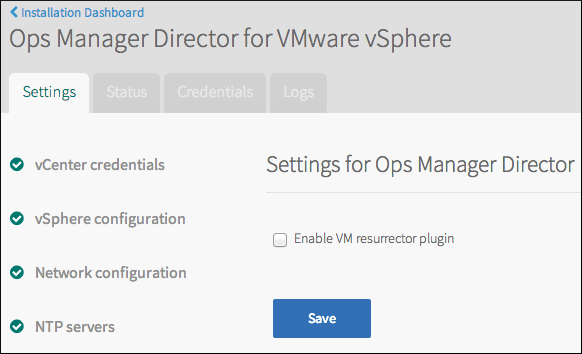 Installation Dashboard
Ops Manager Director for VMware vSphere
Settings Status Credentials Logs
vCenter credentials
Settings for Ops Manager Director
vSphere configuration
Enable VM resurrector plugin
Network configuration
Save
NTP servers